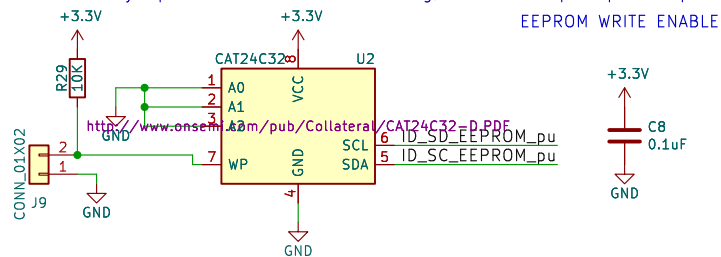 EEPROM WRITE ENABLE
+3.3V
+3.3V
CAT24C32
U2
8
VCC
+3.3V
R29
10K
1
A0
2
A1
3
A2
GND
http://www.onsemi.com/pub/Collateral/CAT24C32-D.PDF
C8
0.1uF
6
SCL
ID_SD_EEPROM_pu
5
SDA
ID_SC_EEPROM_pu
7
WP
GND
4
CONN_01X02
2
1
J9
GND
GND
GND